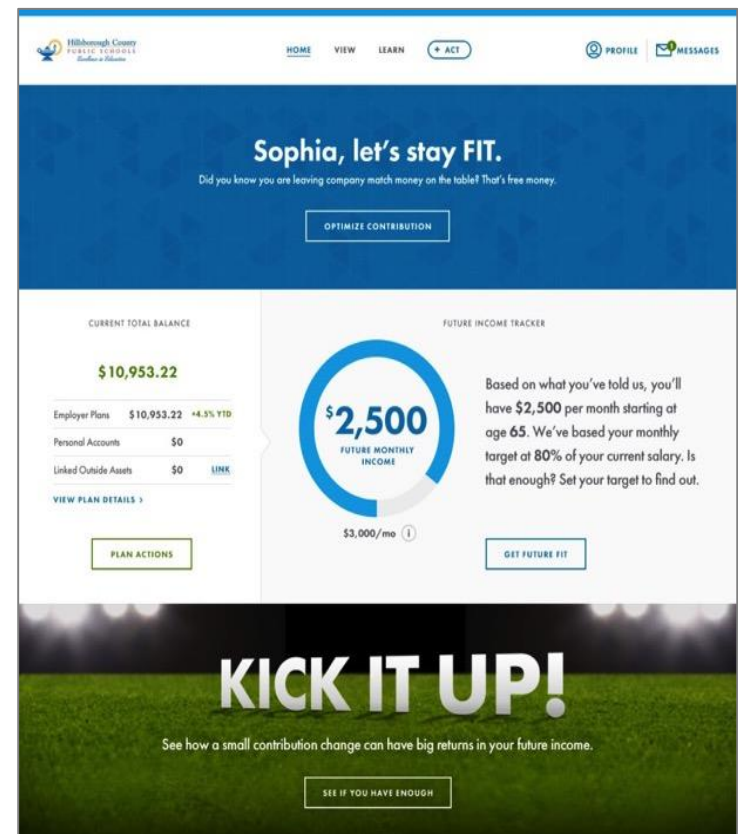 Hillsborough County
PUBLIC SCHOOLS
Excellence in Education
HOME VIEW LEARN + ACT
PROFILE 1 MESSAGES
Sophia, let's stay FIT.
Did you know you are leaving company match money on the table? That's free money.
OPTIMIZE CONTRIBUTION
CURRENT TOTAL BALANCE
$10,953.22
Employer Plans $10,953.22 +4.5% YTD
Personal Accounts $0
Linked Outside Assets $0 LINK
VIEW PLAN DETAILS >
PLAN ACTIONS
FUTURE INCOME TRACKER
$2,500
FUTURE MONTHLY
INCOME
$3,000/mo i
Based on what you've told us, you'll
have $2,500 per month starting at
age 65. We've based your monthly
target at 80% of your current salary. Is
that enough? Set your target to find out.
GET FUTURE FIT
KICK IT UP!
See how a small contribution change can have big returns in your future income.
SEE IF YOU HAVE ENOUGH